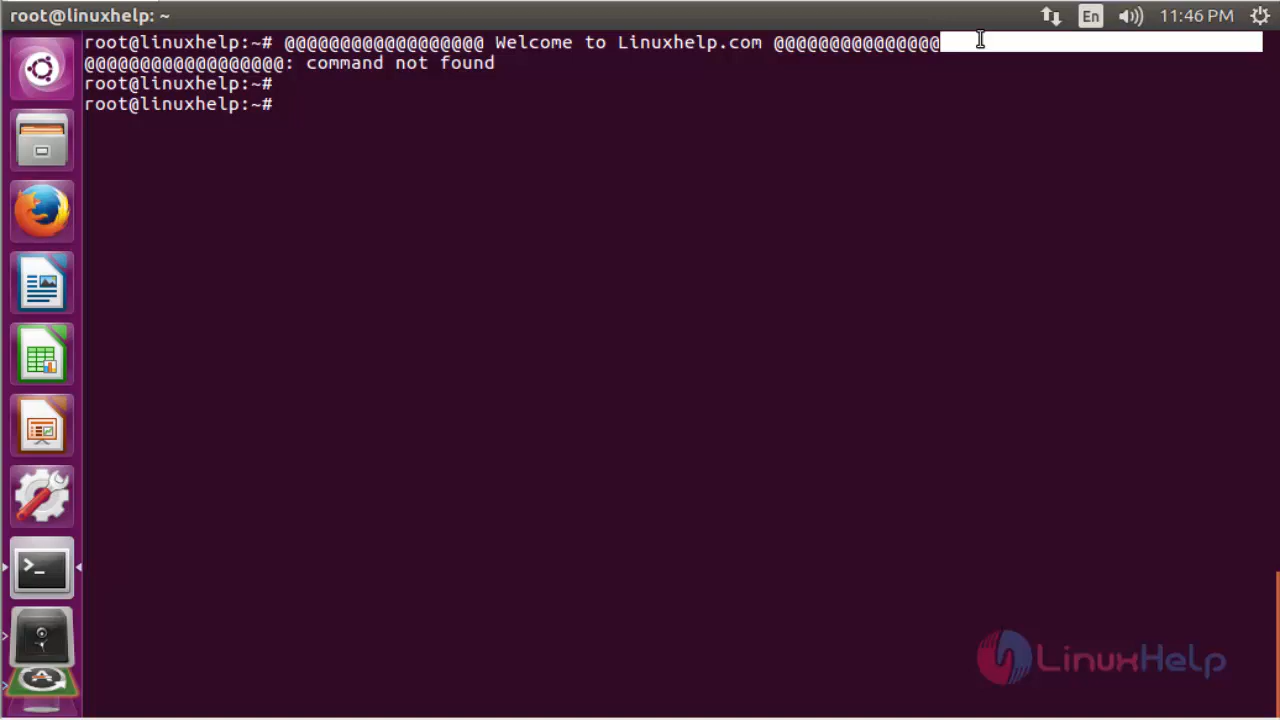 root@linuxhelp: ~
En
11:46 PM
root@linuxhelp:~# @@@@@@@@@@@@@@@@@@ Welcome to Linuxhelp.com @@@@@@@@@@@@@@@
@@@@@@@@@@@@@@@@@@: command not found
root@linuxhelp:~#
root@linuxhelp:~#
>_
LinuxHelp